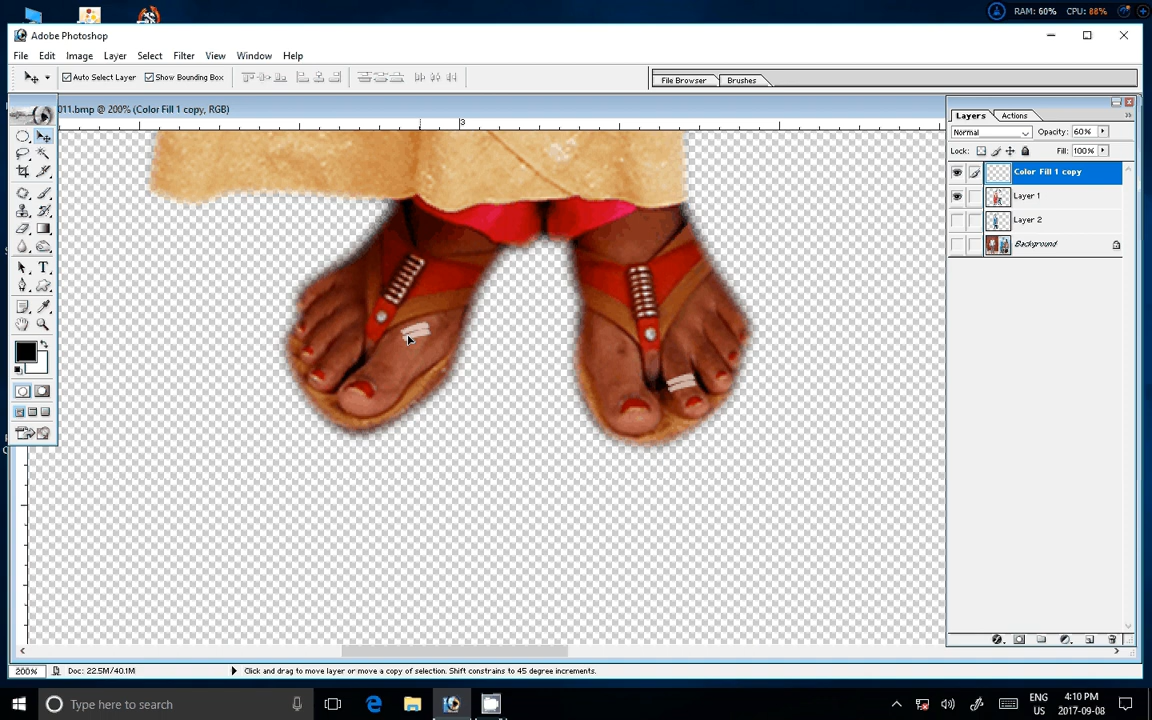 RAM: 60% CPU: 88%
Adobe Photoshop
File Edit Image Layer Select Filter View Window Help
Auto Select Layer Show Bounding Box
File Browser Brushes
011.bmp @ 200% (Color Fill 1 copy, RGB)
3
Layers Actions
Normal Opacity: 60%
Lock: Fill: 100%
Color Fill 1 copy
Layer 1
Layer 2
Background
200% Doc: 22.5M/40.1M Click and drag to move layer or move a copy of selection. Shift constrains to 45 degree increments.
Type here to search
ENG
US
4:10 PM
2017-09-08